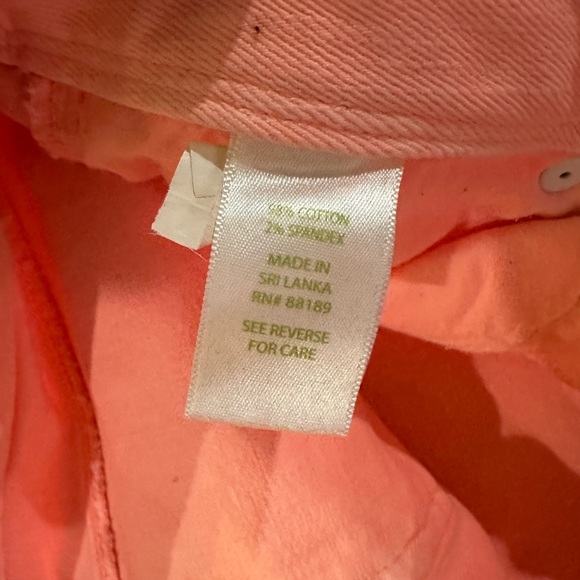 98% COTTON
2% SPANDEX
MADE IN
SRI LANKA
RN# 88189
SEE REVERSE
FOR CARE